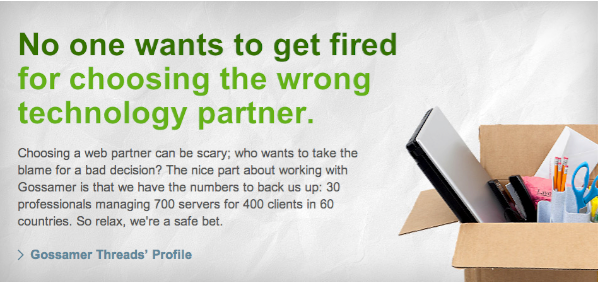 No one wants to get fired
for choosing the wrong
technology partner.
Choosing a web partner can be scary; who wants to take the
blame for a bad decision? The nice part about working with
Gossamer is that we have the numbers to back us up: 30
professionals managing 700 servers for 400 clients in 60
countries. So relax, we're a safe bet.
Gossamer Threads' Profile